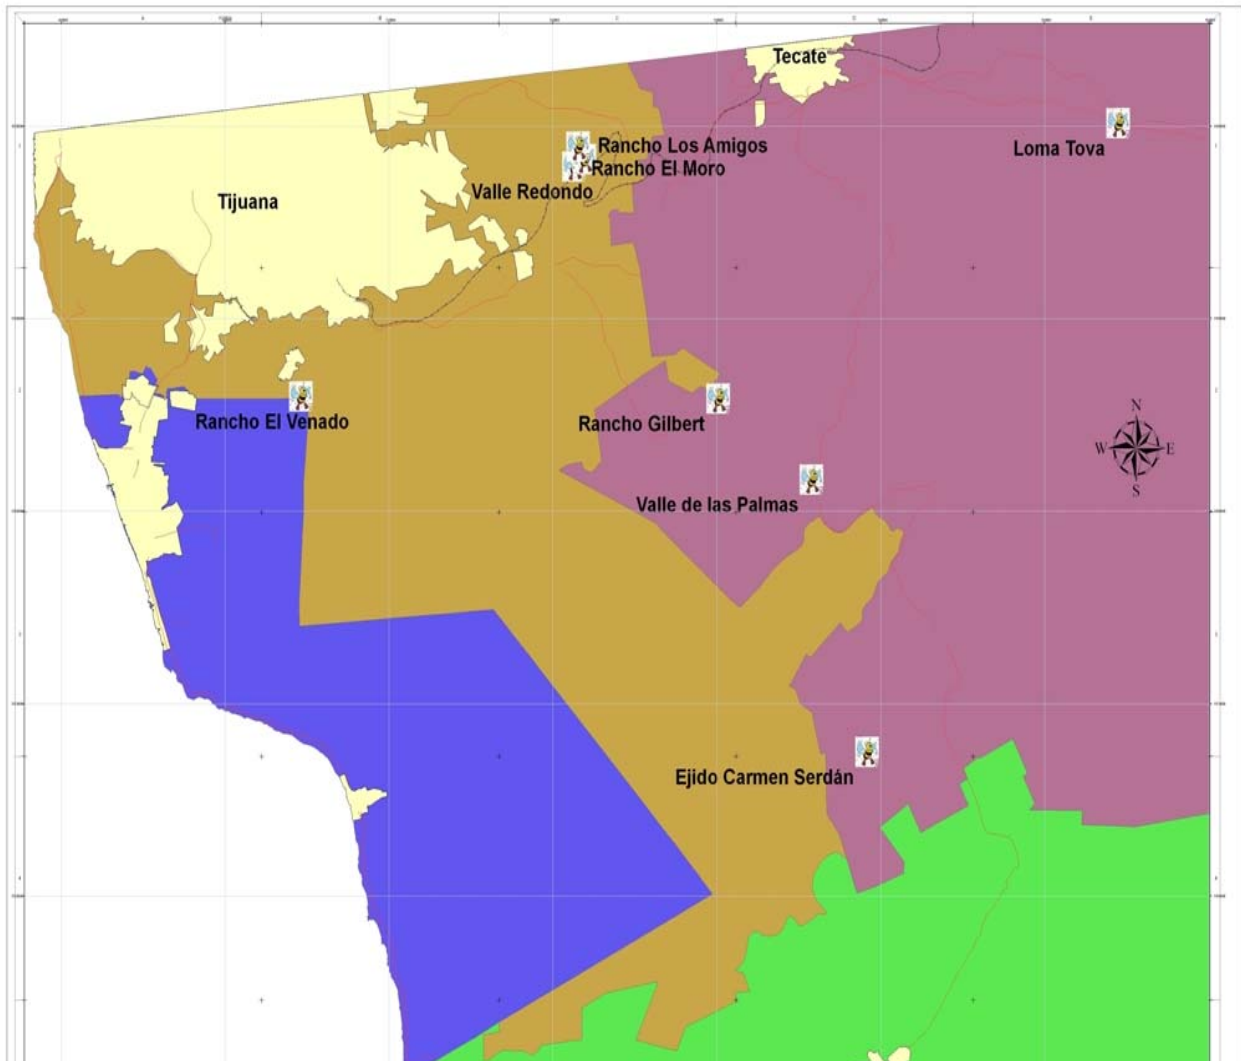 Tecate
Rancho Los Amigos
Loma Tova
Rancho El Moro
Valle Redondo
Tijuana
Rancho El Venado
Rancho Gilbert
N
W E
S
Valle de las Palmas
Ejido Carmen Serdán